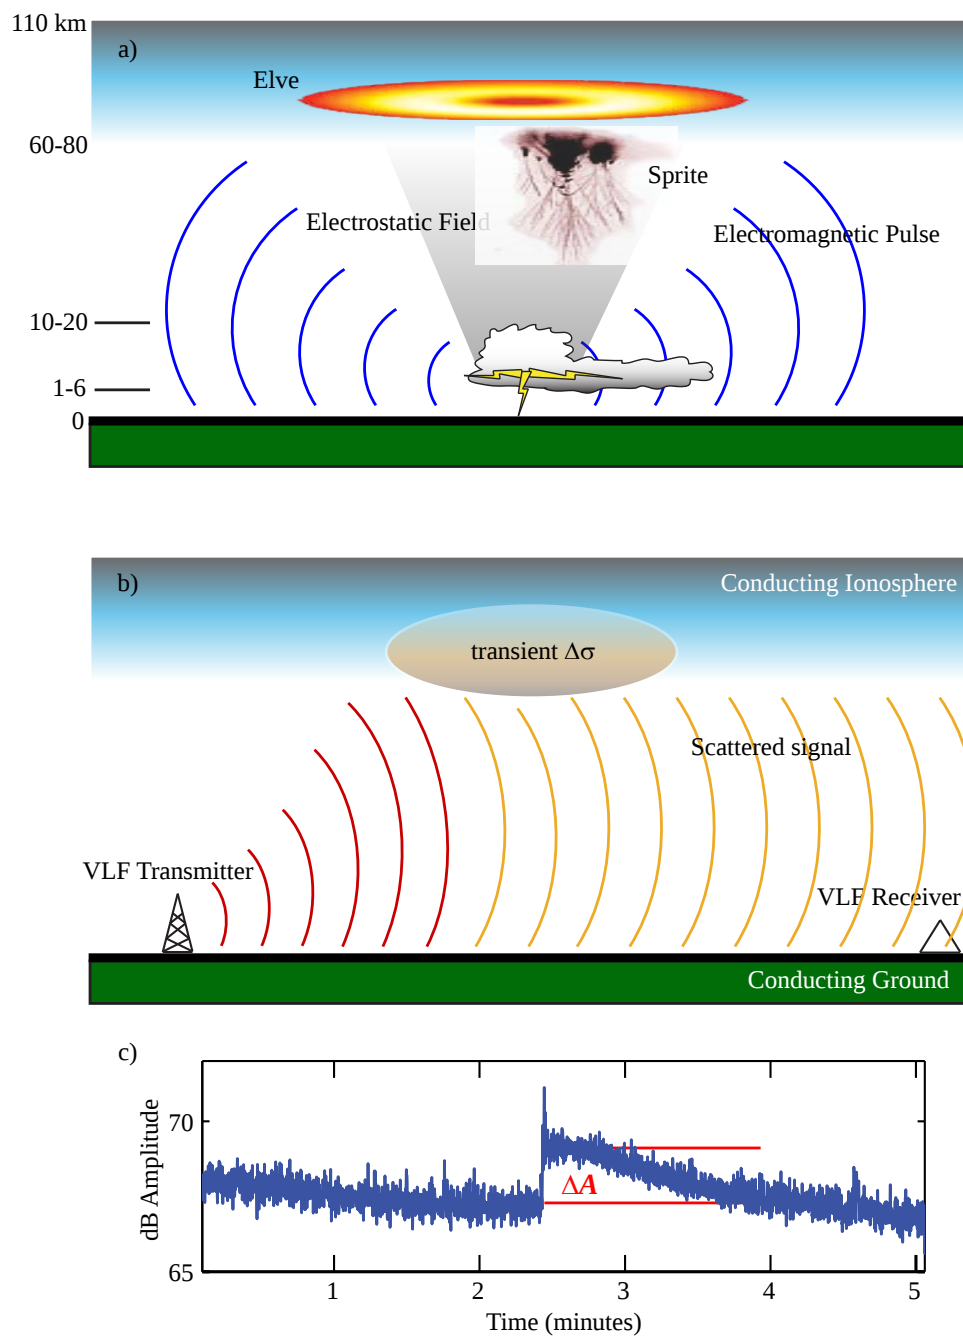 110 km
a)
Elve
60-80
Sprite
Electrostatic Field
Electromagnetic Pulse
10-20
1-6
0
b)
Conducting Ionosphere
transient Δσ
Scattered signal
VLF Transmitter
VLF Receiver
Conducting Ground
c)
dB Amplitude
70
65
ΔA
1 2 3 4 5
Time (minutes)